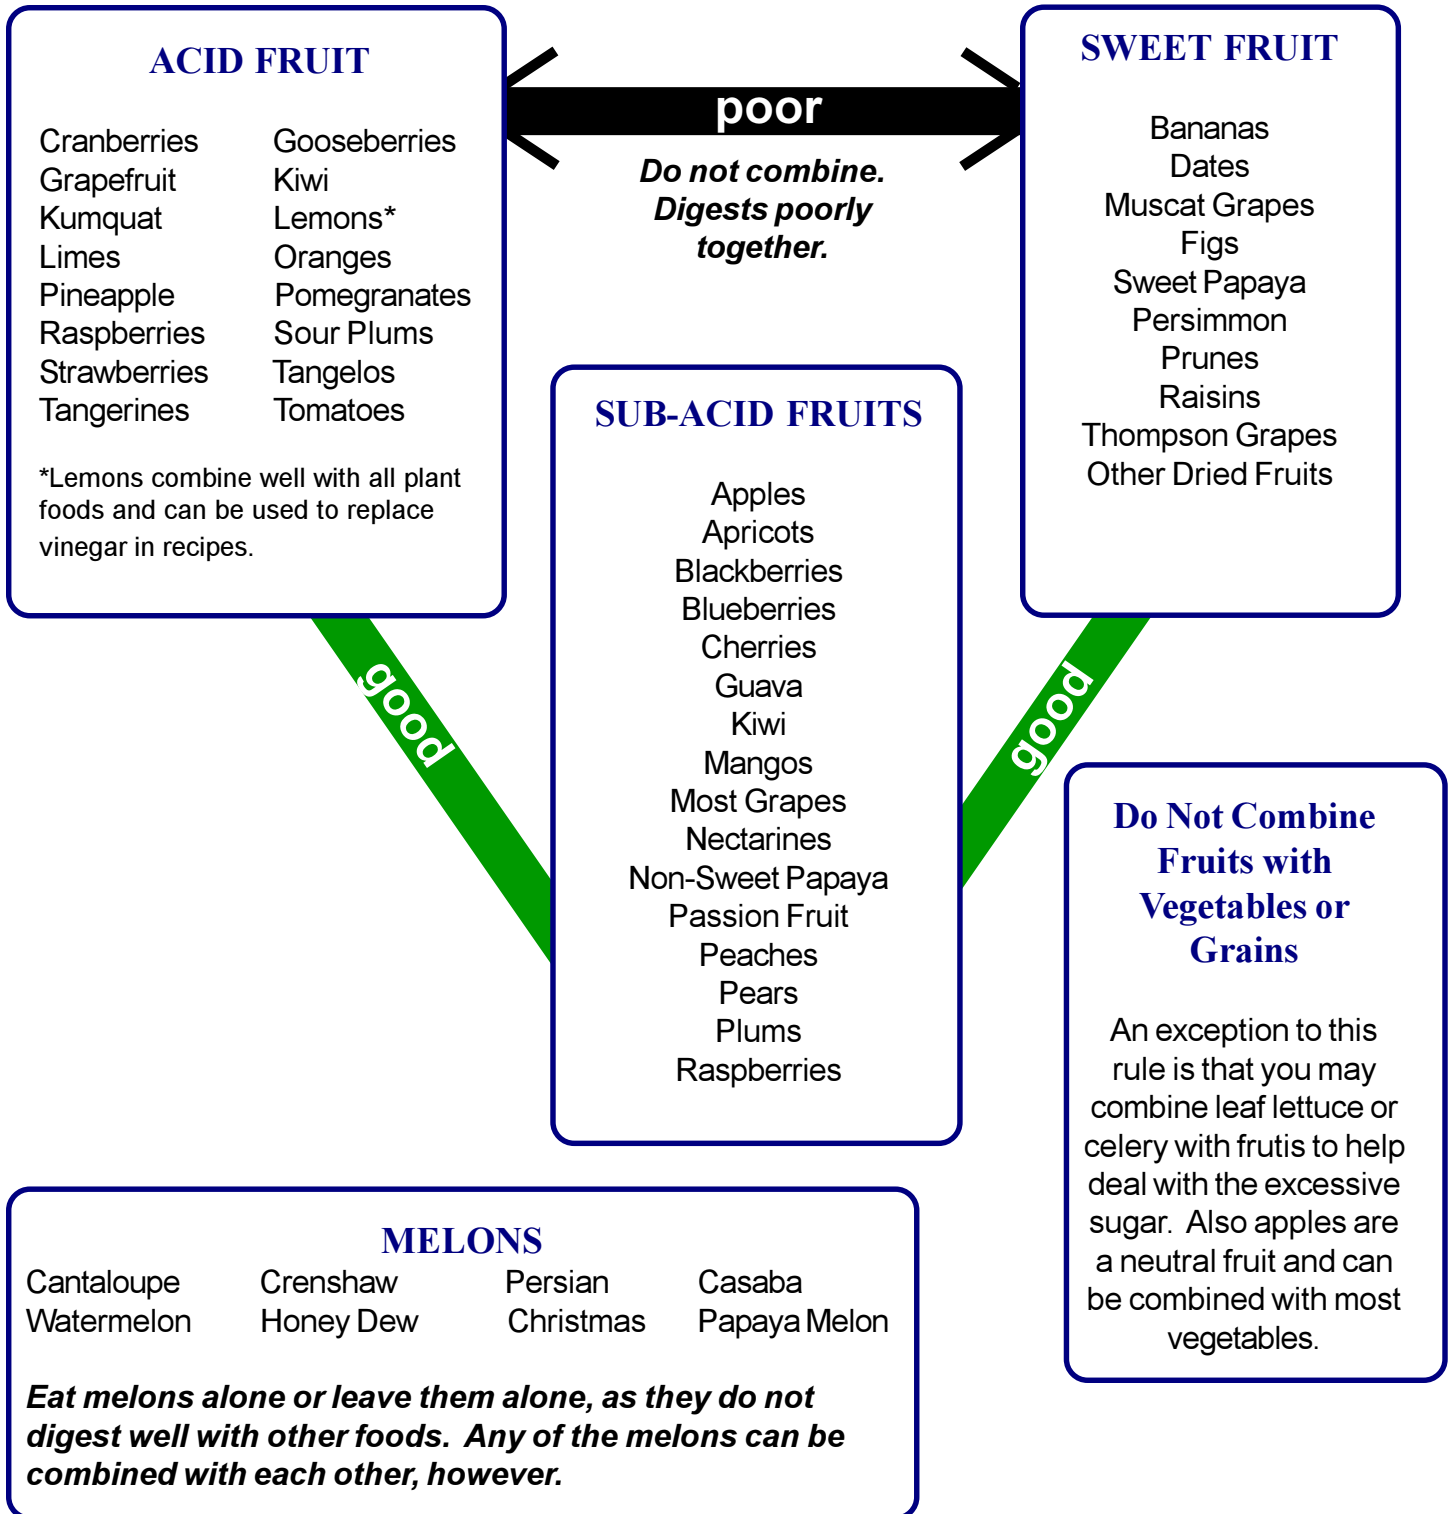 ACID FRUIT
Cranberries Gooseberries
Grapefruit Kiwi
Kumquat Lemons*
Limes Oranges
Pineapple Pomegranates
Raspberries Sour Plums
Strawberries Tangelos
Tangerines Tomatoes
*Lemons combine well with all plant
foods and can be used to replace
vinegar in recipes.
poor
Do not combine.
Digests poorly
together.
SWEET FRUIT
Bananas
Dates
Muscat Grapes
Figs
Sweet Papaya
Persimmon
Prunes
Raisins
Thompson Grapes
Other Dried Fruits
good
good
SUB-ACID FRUITS
Apples
Apricots
Blackberries
Blueberries
Cherries
Guava
Kiwi
Mangos
Most Grapes
Nectarines
Non-Sweet Papaya
Passion Fruit
Peaches
Pears
Plums
Raspberries
Do Not Combine
Fruits with
Vegetables or
Grains
An exception to this
rule is that you may
combine leaf lettuce or
celery with frutis to help
deal with the excessive
sugar. Also apples are
a neutral fruit and can
be combined with most
vegetables.
MELONS
Cantaloupe Crenshaw Persian Casaba
Watermelon Honey Dew Christmas Papaya Melon
Eat melons alone or leave them alone, as they do not
digest well with other foods. Any of the melons can be
combined with each other, however.